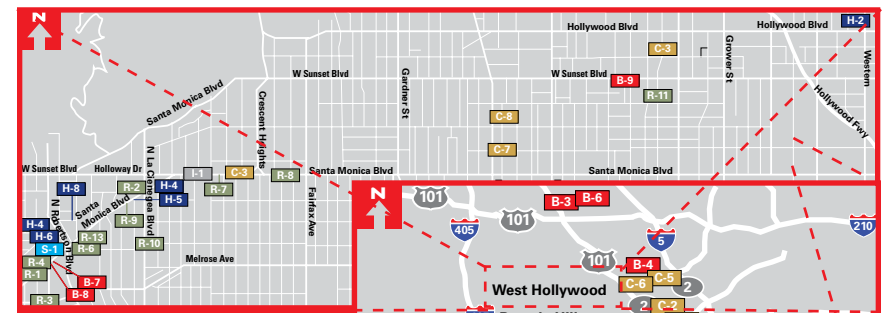 N
Hollywood Blvd
Hollywood Blvd
H-2
C-3
Grower St
Western
W Sunset Blvd
Gardner St
W Sunset Blvd
B-9
R-11
Hollywood Fwy
Santa Monica Blvd
Crescent Heights
C-8
C-7
N La Cienega Blvd
W Sunset Blvd
Holloway Dr
I-1
C-3
R-8
Santa Monica Blvd
Santa Monica Blvd
H-8
R-2
H-4
R-7
H-5
Fairfax Ave
N Robertson Blvd
Santa Monica Blvd
R-9
H-4
H-6
R-13
R-10
S-1
R-6
R-4
Melrose Ave
R-1
B-7
B-8
R-3
N
101
B-3
B-6
405
101
5
210
101
B-4
C-6
C-5
2
West Hollywood
2
C-2